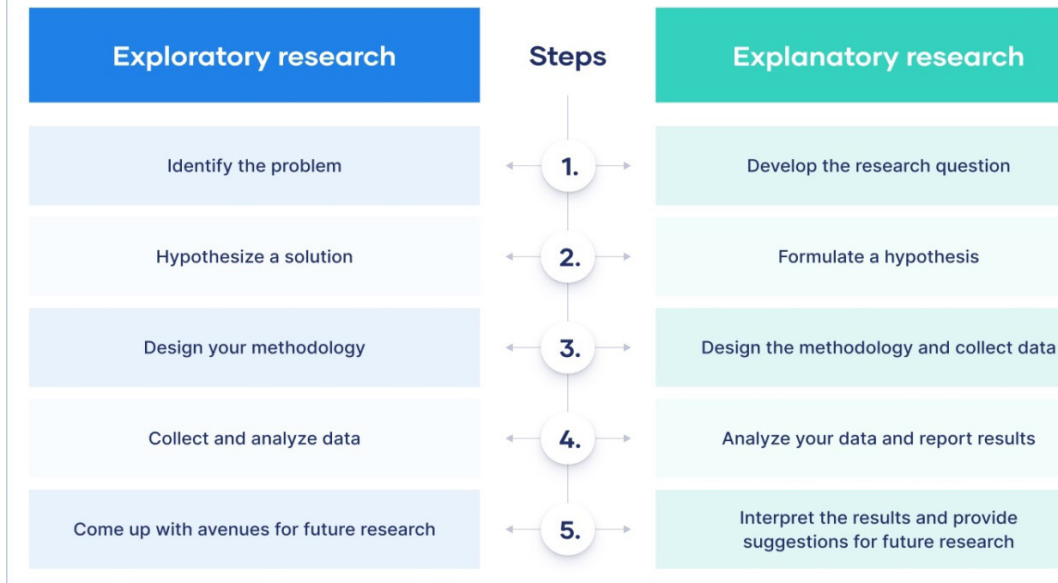 Exploratory research
Steps
Explanatory research
Identify the problem
1.
Develop the research question
Hypothesize a solution
2.
Formulate a hypothesis
Design your methodology
3.
Design the methodology and collect data
Collect and analyze data
4.
Analyze your data and report results
Come up with avenues for future research
5.
Interpret the results and provide
suggestions for future research